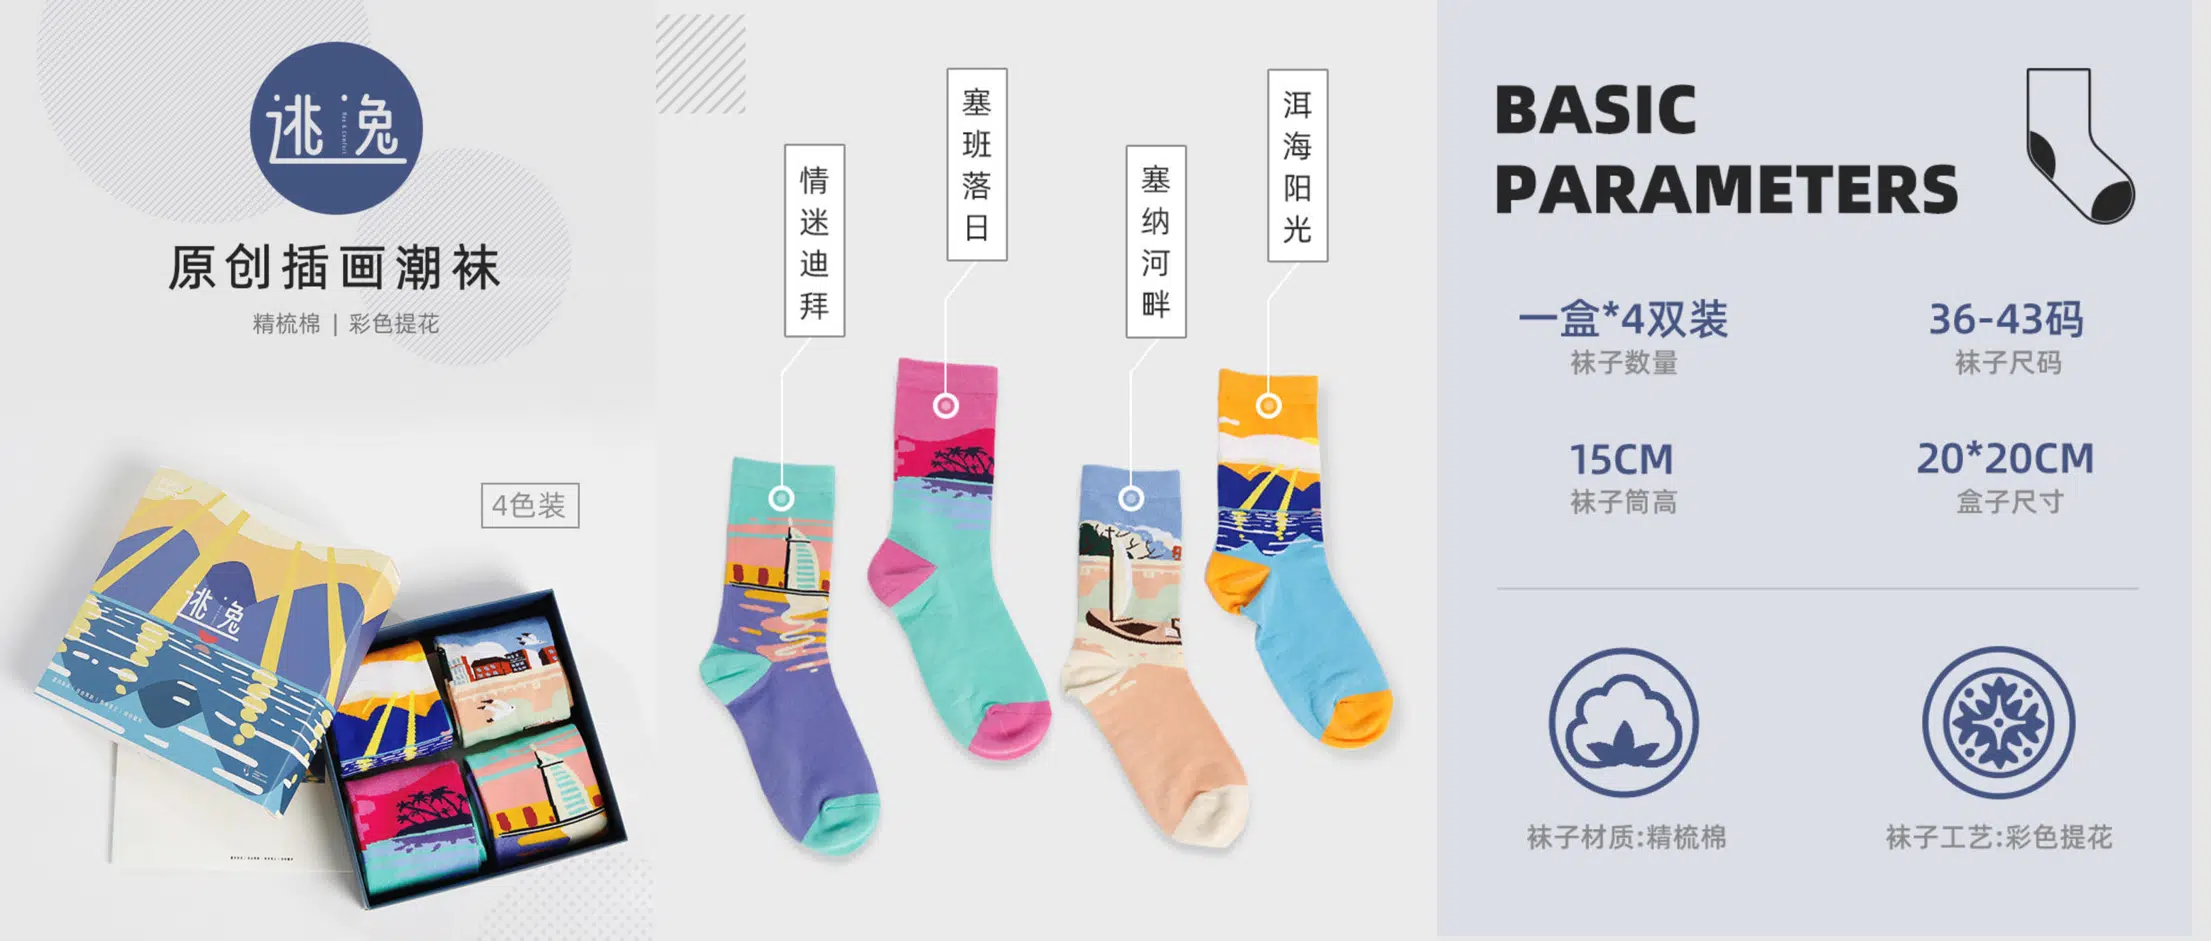 逃兔
原创插画潮袜
精梳棉 | 彩色提花
4色装
逃兔
情迷迪拜
塞班落日
塞纳河畔
洱海阳光
BASIC
PARAMETERS
一盒*4双装
袜子数量
36-43码
袜子尺码
15CM
袜子筒高
20*20CM
盒子尺寸
袜子材质:精梳棉
袜子工艺:彩色提花